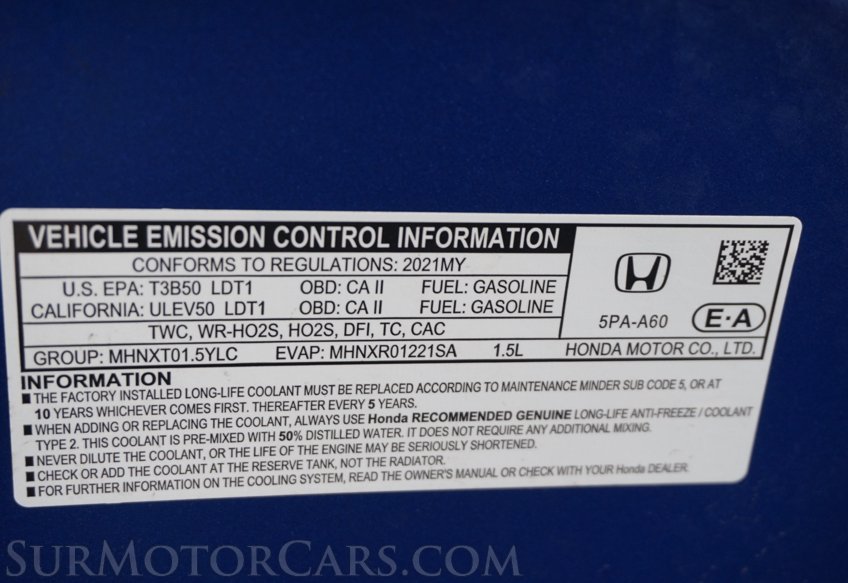 VEHICLE EMISSION CONTROL INFORMATION
CONFORMS TO REGULATIONS: 2021MY
U.S. EPA: T3B50 LDT1 OBD: CA II FUEL: GASOLINE
CALIFORNIA: ULEV50 LDT1 OBD: CA II FUEL: GASOLINE
TWC, WR-HO2S, HO2S, DFI, TC, CAC
5PA-A60 E·A
GROUP: MHNXT01.5YLC EVAP: MHNXR01221SA 1.5L HONDA MOTOR CO., LTD.
INFORMATION
■ THE FACTORY INSTALLED LONG-LIFE COOLANT MUST BE REPLACED ACCORDING TO MAINTENANCE MINDER SUB CODE 5, OR AT
10 YEARS WHICHEVER COMES FIRST. THEREAFTER EVERY 5 YEARS.
■ WHEN ADDING OR REPLACING THE COOLANT, ALWAYS USE Honda RECOMMENDED GENUINE LONG-LIFE ANTI-FREEZE / COOLANT
TYPE 2. THIS COOLANT IS PRE-MIXED WITH 50% DISTILLED WATER. IT DOES NOT REQUIRE ANY ADDITIONAL MIXING.
■ NEVER DILUTE THE COOLANT, OR THE LIFE OF THE ENGINE MAY BE SERIOUSLY SHORTENED.
■ CHECK OR ADD THE COOLANT AT THE RESERVE TANK, NOT THE RADIATOR.
■ FOR FURTHER INFORMATION ON THE COOLING SYSTEM, READ THE OWNER'S MANUAL OR CHECK WITH YOUR Honda DEALER.
SURMOTORCARS.COM